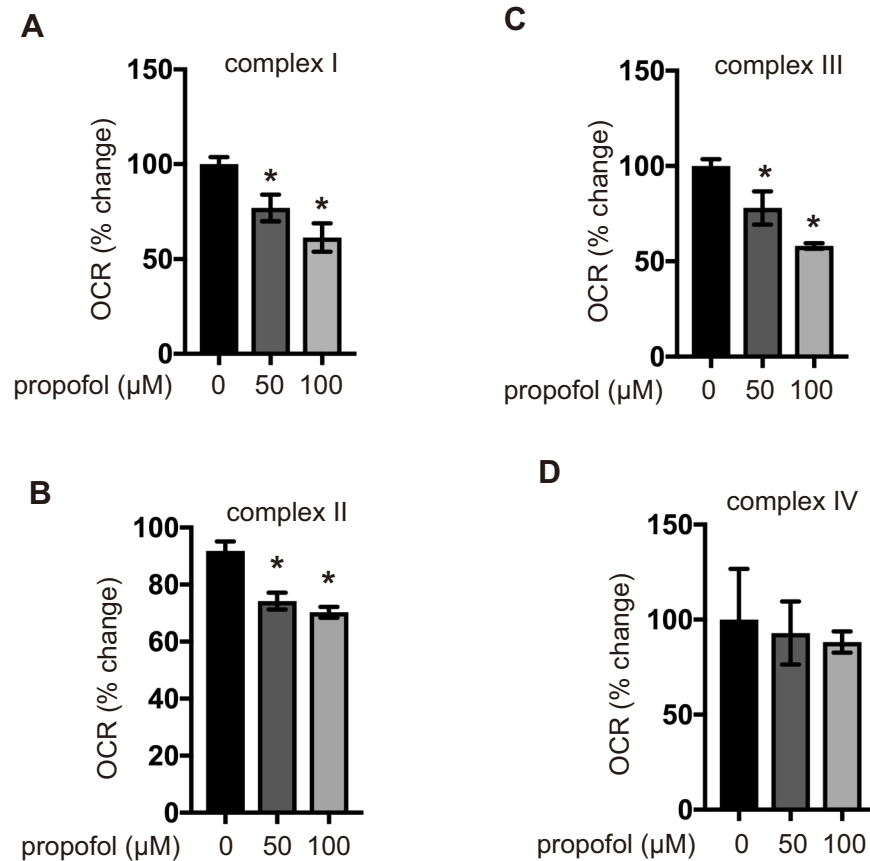 A
complex I
OCR (% change)
150
100
50
0
*
*
propofol (µM) 0 50 100
B
complex II
OCR (% change)
100
80
60
40
20
0
*
*
propofol (µM) 0 50 100
C
complex III
OCR (% change)
150
100
50
0
*
*
propofol (µM) 0 50 100
D
complex IV
OCR (% change)
150
100
50
0
propofol (µM) 0 50 100